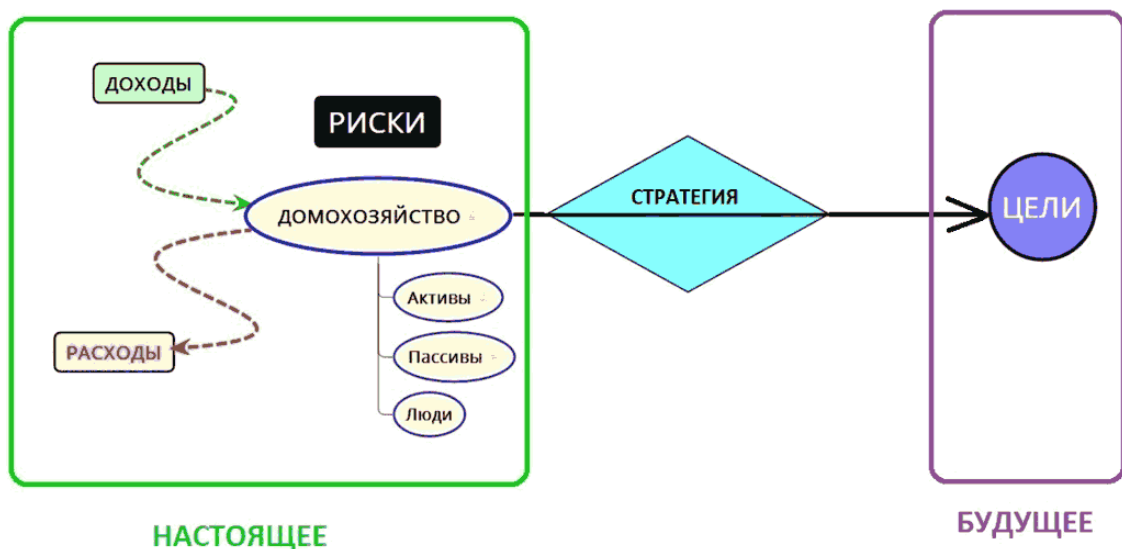 ДОХОДЫ
РИСКИ
ДОМОХОЗЯЙСТВО
СТРАТЕГИЯ
ЦЕЛИ
Активы
РАСХОДЫ
Пассивы
Люди
НАСТОЯЩЕЕ
БУДУЩЕЕ